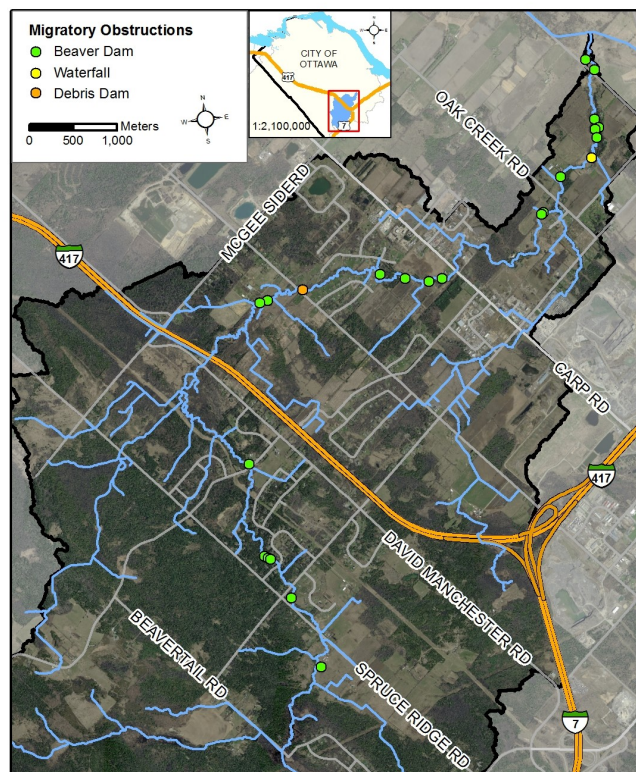 Migratory Obstructions
Beaver Dam
Waterfall
Debris Dam
N
W
E
S
Meters
0
500
1,000
CITY OF
OTTAWA
417
7
1:2,100,000
OAK CREEK RD
MCGEE SIDERD
417
CARP RD
417
DAVID MANCHESTER RD
BEAVERTAIL RD
SPRUCE RIDGE RD
7